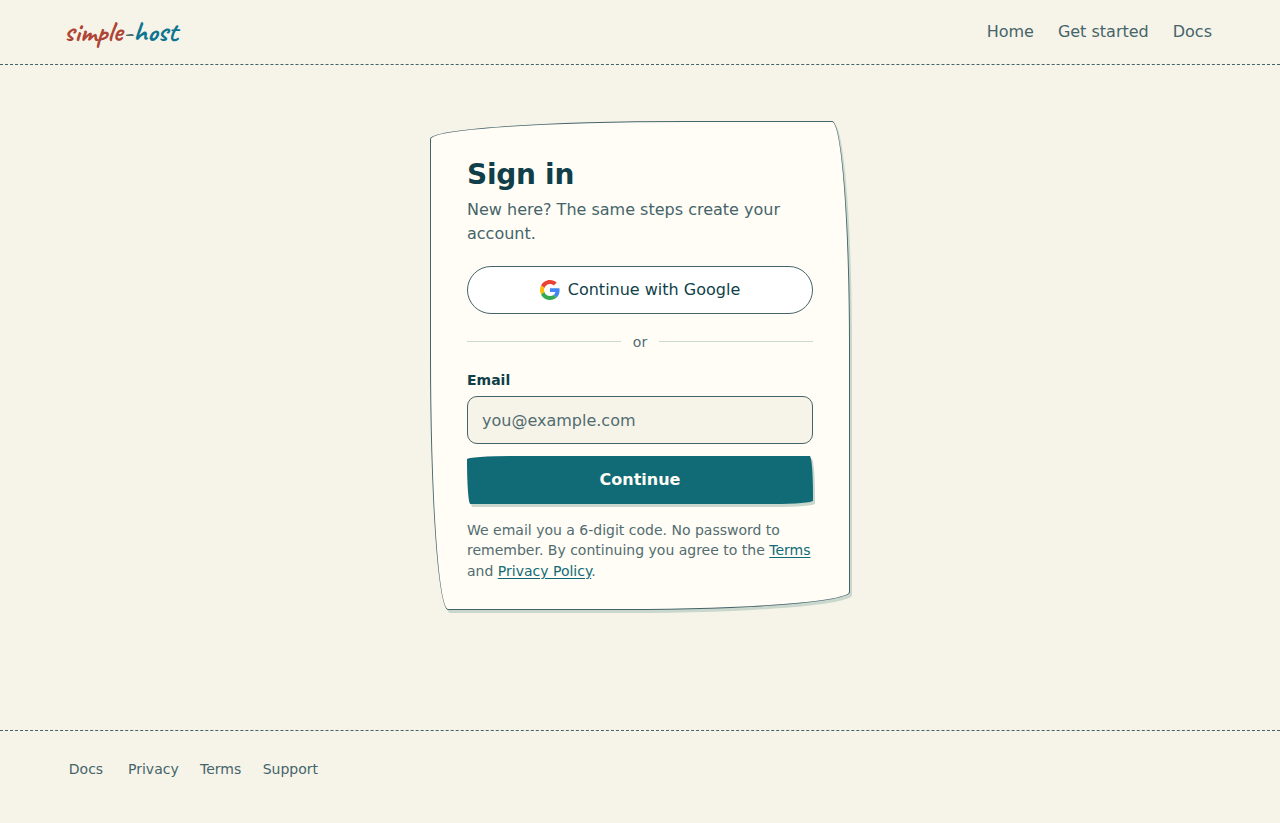 simple-host
Home Get started Docs
Sign in
New here? The same steps create your
account.
Continue with Google
or
Email
you@example.com
Continue
We email you a 6-digit code. No password to
remember. By continuing you agree to the Terms
and Privacy Policy.
Docs Privacy Terms Support